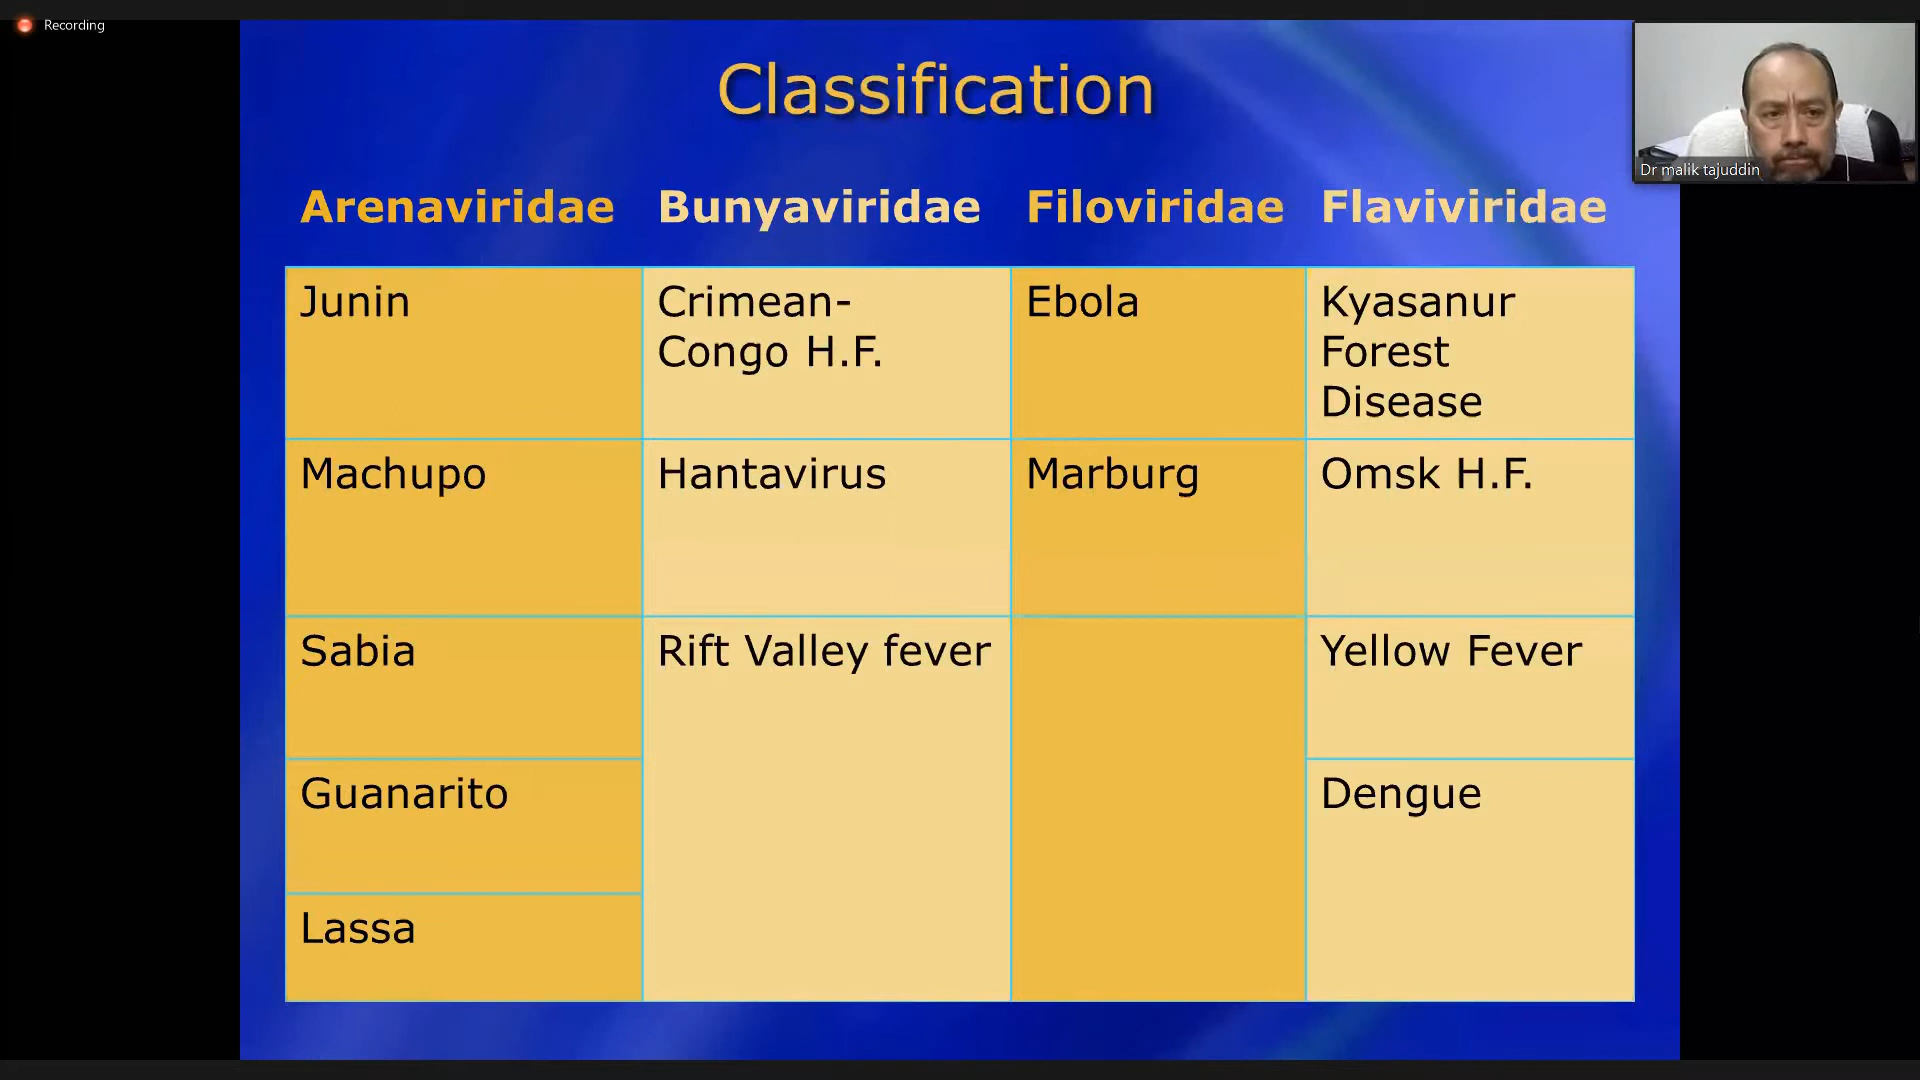 Recording
Classification
Dr malik tajuddin
Arenaviridae Bunyaviridae Filoviridae Flaviviridae
Junin
Crimean-
Congo H.F.
Ebola
Kyasanur
Forest
Disease
Machupo
Hantavirus
Marburg
Omsk H.F.
Sabia
Rift Valley fever
Yellow Fever
Guanarito
Dengue
Lassa